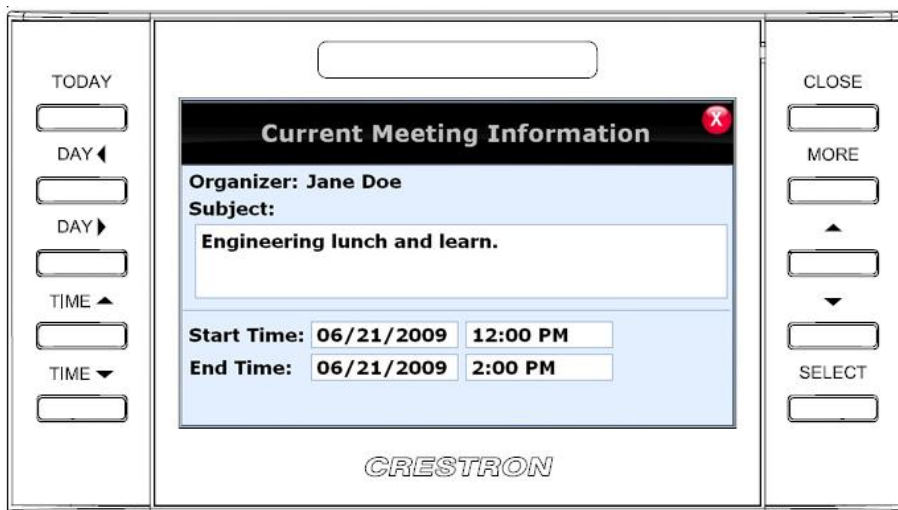 TODAY
DAY
DAY
TIME
TIME
Current Meeting Information
X
Organizer: Jane Doe
Subject:
Engineering lunch and learn.
Start Time: 06/21/2009 12:00 PM
End Time: 06/21/2009 2:00 PM
CRESTRON
CLOSE
MORE
SELECT